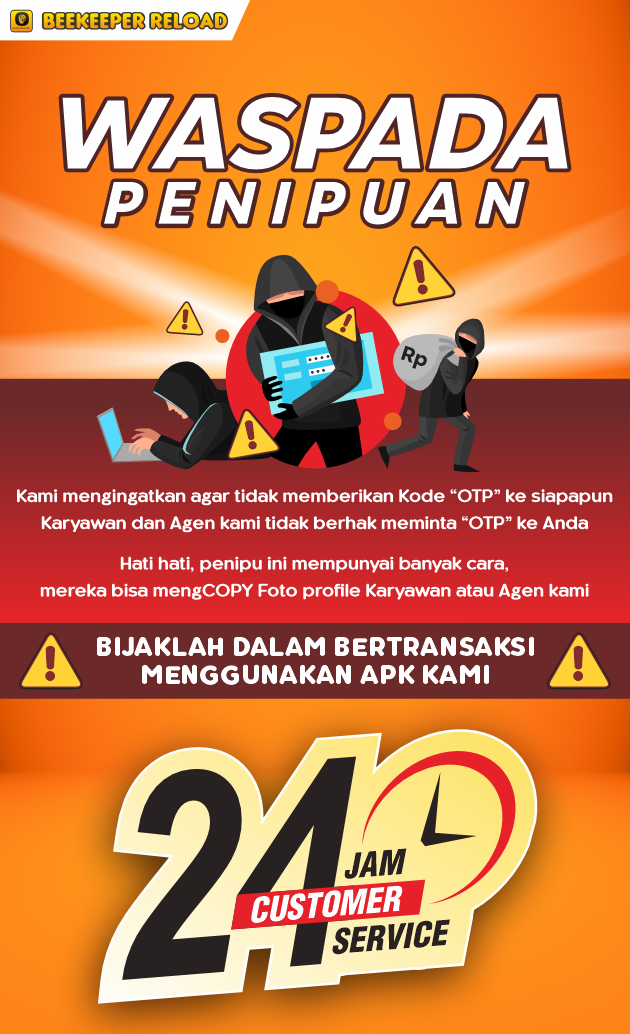 BEEKEEPER RELOAD
WASPADA
PENIPUAN
Rp
Kami mengingatkan agar tidak memberikan Kode “OTP” ke siapapun
Karyawan dan Agen kami tidak berhak meminta “OTP” ke Anda
Hati hati, penipu ini mempunyai banyak cara,
mereka bisa mengCOPY Foto profile Karyawan atau Agen kami
BIJAKLAH DALAM BERTRANSAKSI
MENGGUNAKAN APK KAMI
24
JAM
CUSTOMER
SERVICE